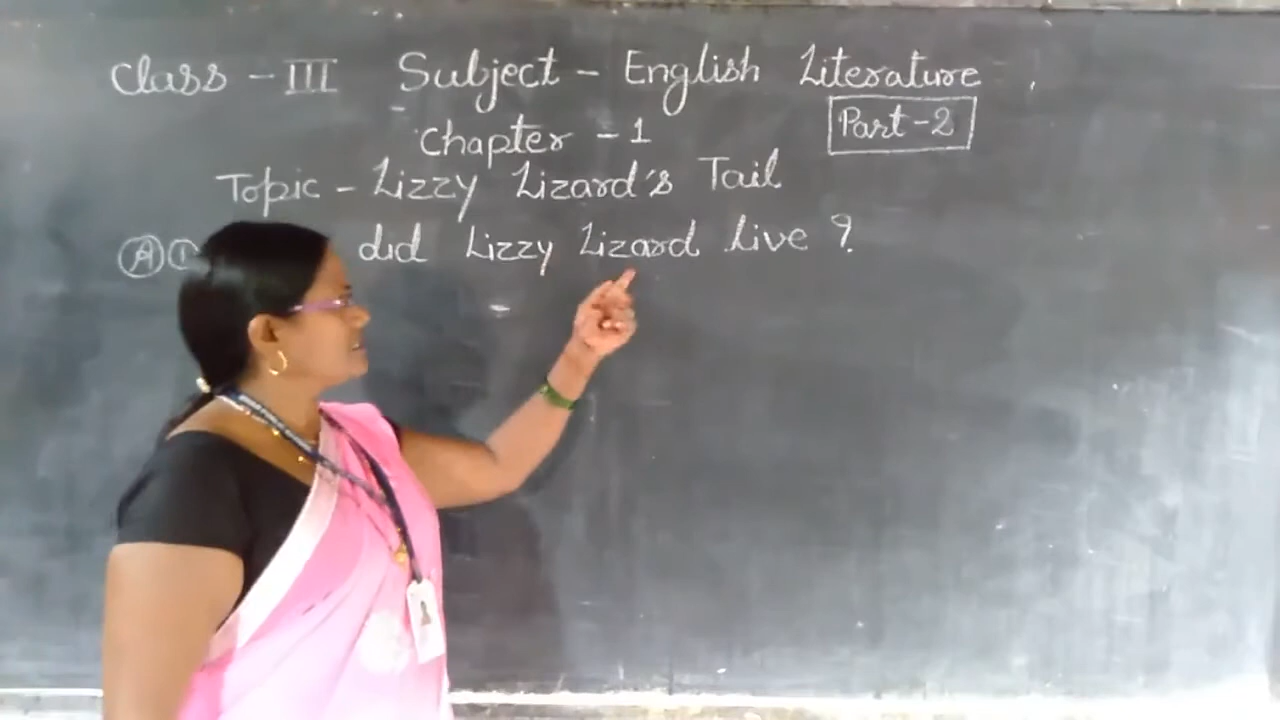 Class - III Subject - English Literature
Part-2
Chapter - 1
Topic - Lizzy Lizard's Tail
(A) did Lizzy Lizard live ?